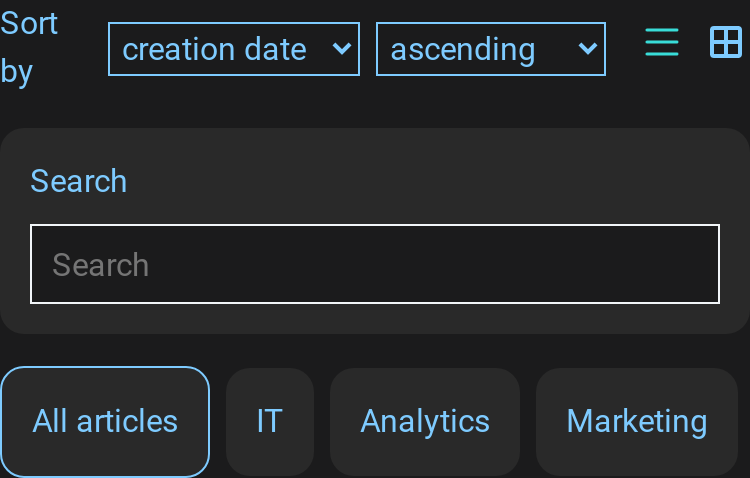 Sort by
creation date
ascending
Search
Search
All articles
IT
Analytics
Marketing